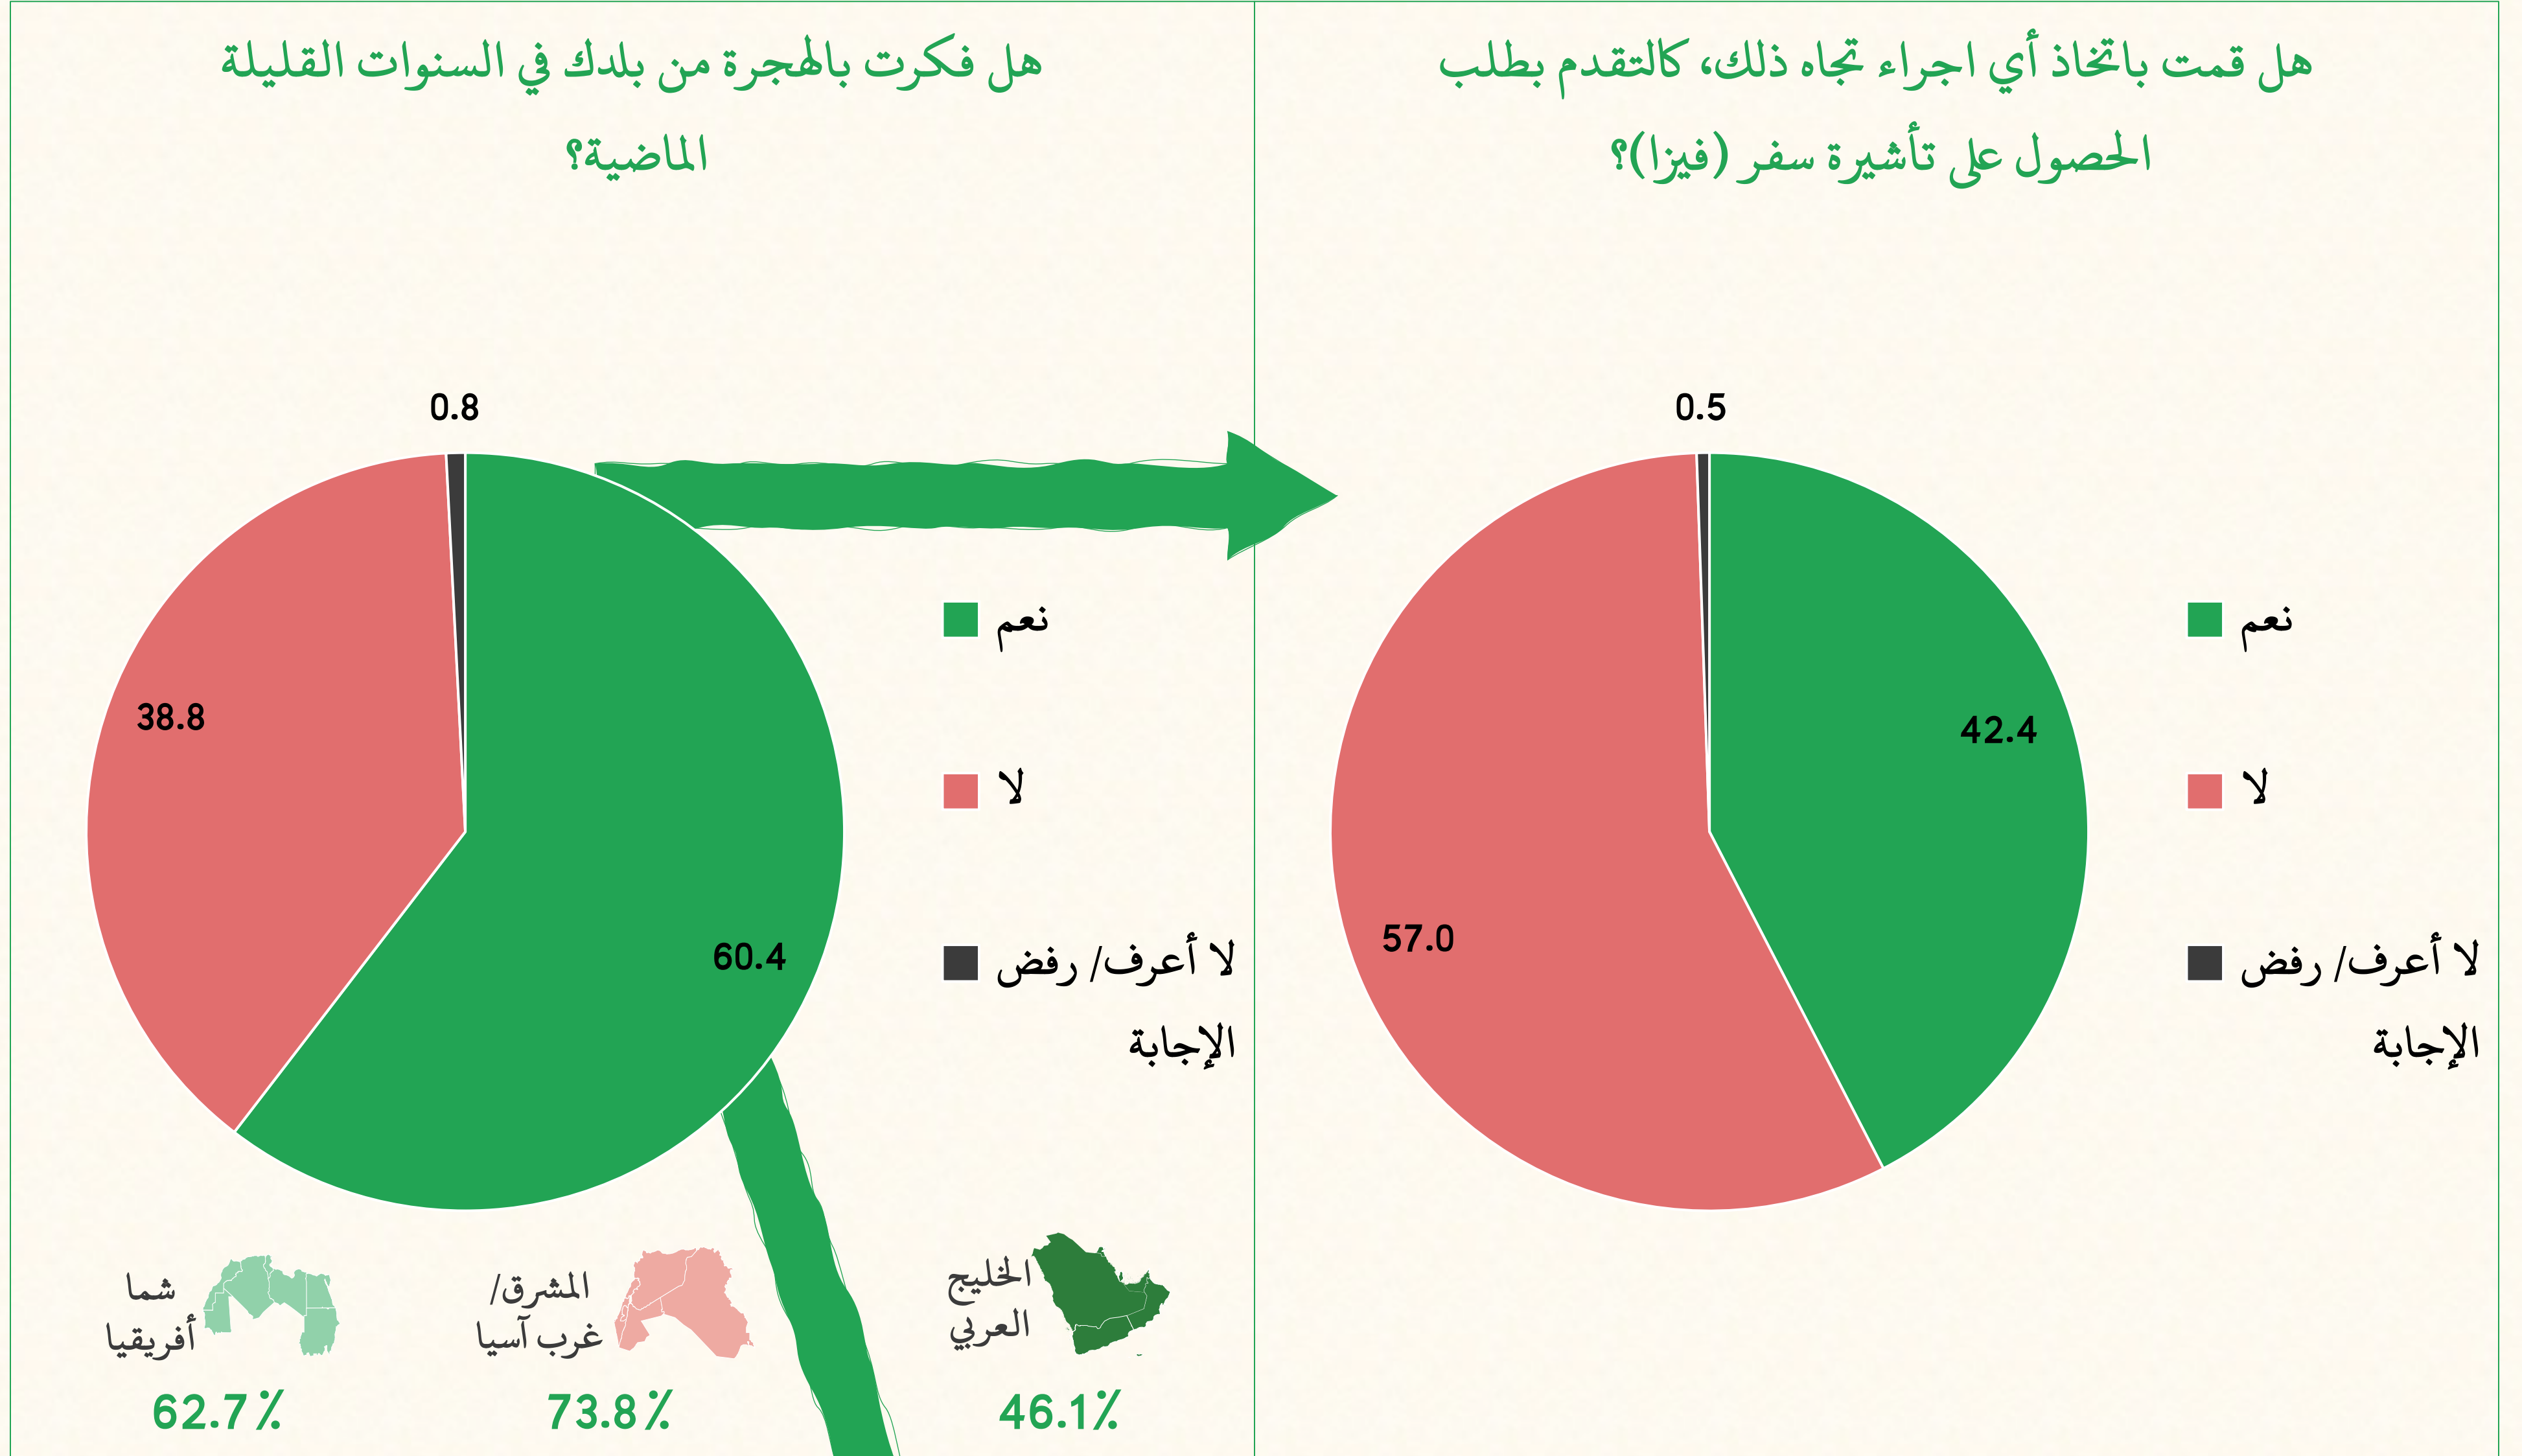 هل قمت باتخاذ أي اجراء تجاه ذلك، كالتقدم بطلب
الحصول على تأشيرة سفر (فيزا)؟
0.5
42.4
57.0
نعم
لا
لا أعرف/ رفض
الإجابة
هل فكرت بالهجرة من بلدك في السنوات القليلة
الماضية؟
0.8
38.8
60.4
نعم
لا
لا أعرف/ رفض
الإجابة
الخليج
العربي
46.1%
المشرق/
غرب آسيا
73.8%
شما
أفريقيا
62.7%